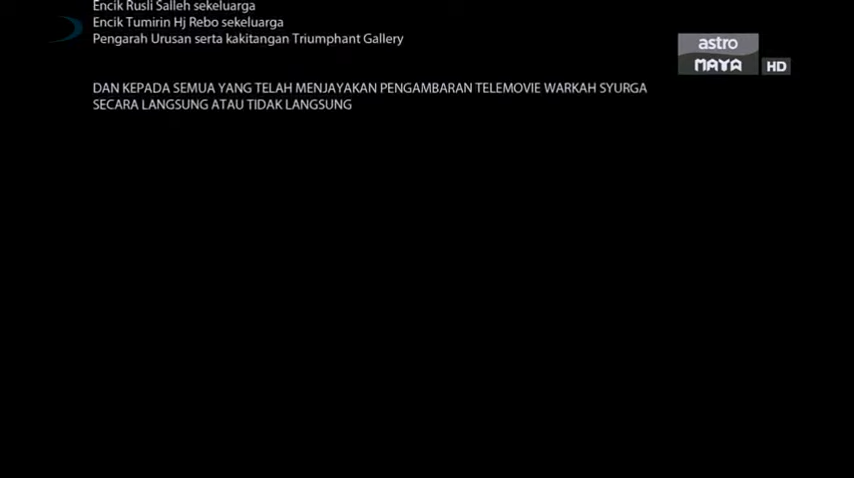 Encik Rusli Salleh sekeluarga
Encik Tumirin Hj Rebo sekeluarga
Pengarah Urusan serta kakitangan Triumphant Gallery
astro
MAYA HD
DAN KEPADA SEMUA YANG TELAH MENJAYAKAN PENGAMBARAN TELEMOVIE WARKAH SYURGA
SECARA LANGSUNG ATAU TIDAK LANGSUNG